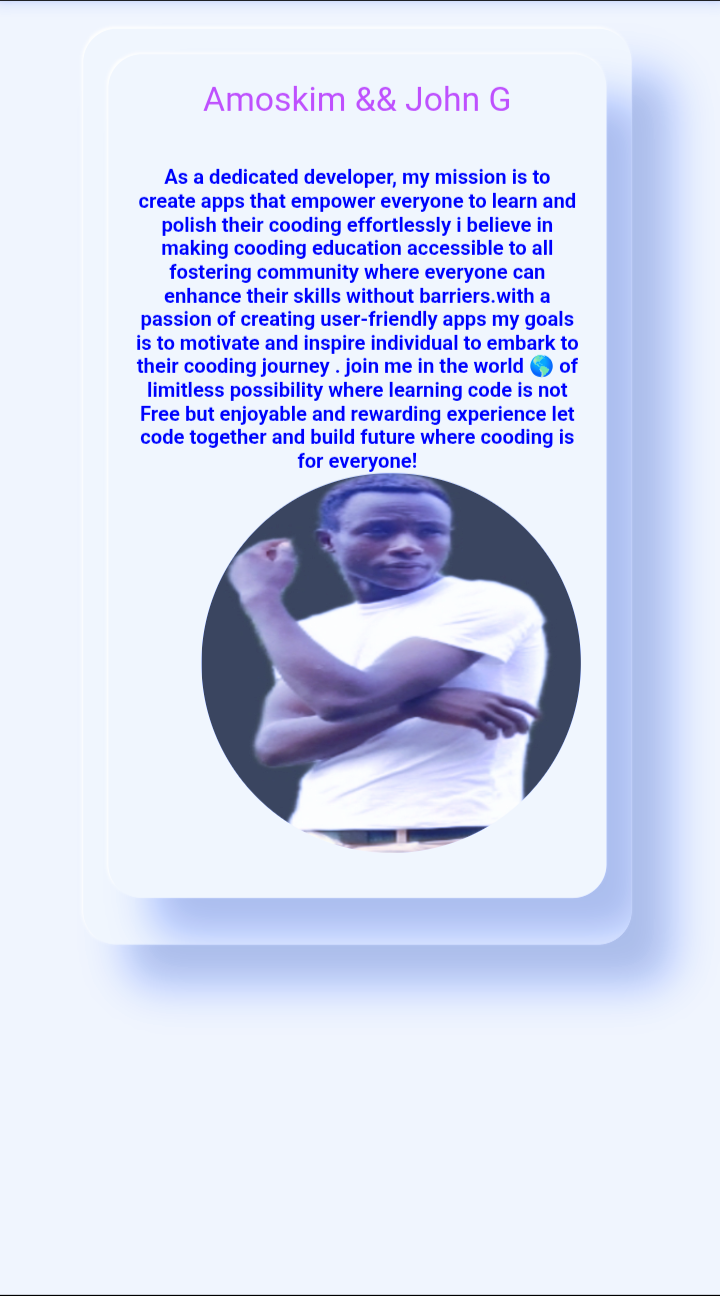 Amoskim && John G
As a dedicated developer, my mission is to
create apps that empower everyone to learn and
polish their cooding effortlessly i believe in
making cooding education accessible to all
fostering community where everyone can
enhance their skills without barriers.with a
passion of creating user-friendly apps my goals
is to motivate and inspire individual to embark to
their cooding journey . join me in the world 🌎 of
limitless possibility where learning code is not
Free but enjoyable and rewarding experience let
code together and build future where cooding is
for everyone!